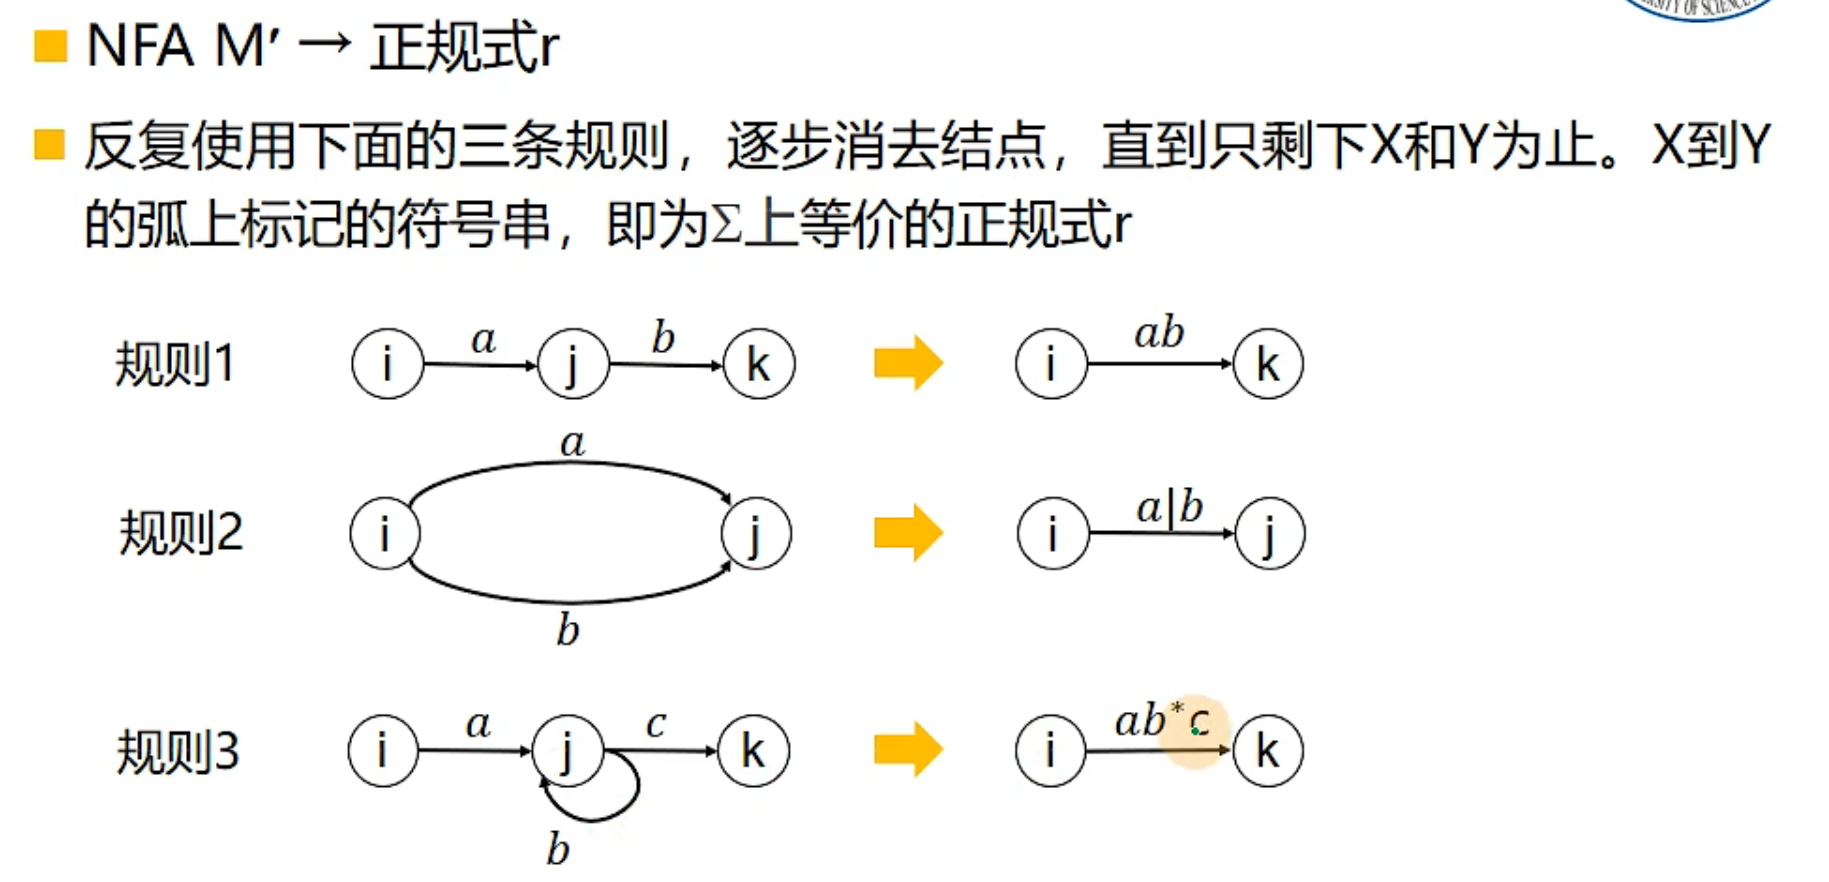 UNIVERSITY OF SCIENCE
NFA M′ → 正规式r
反复使用下面的三条规则，逐步消去结点，直到只剩下X和Y为止。X到Y
的弧上标记的符号串，即为Σ上等价的正规式r
规则1 i a j b k i ab k
a
规则2 i j i a|b j
b
规则3 i a j c k i ab*c k
b